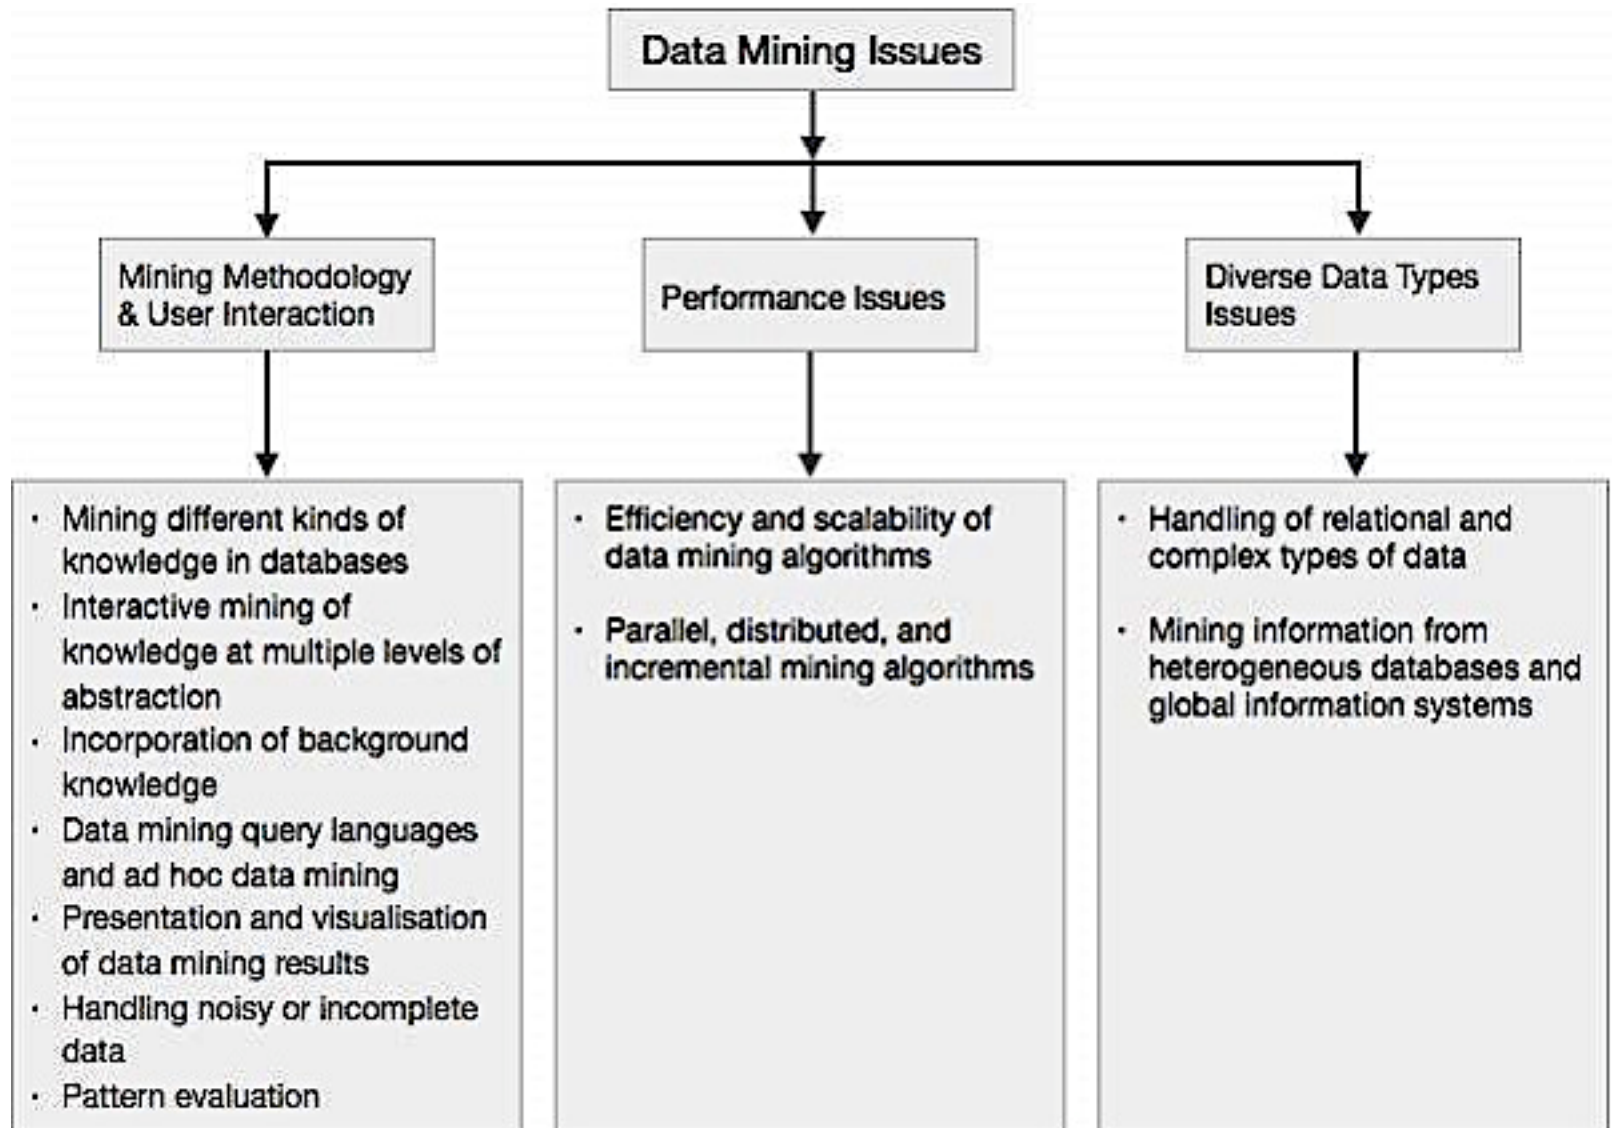 Data Mining Issues
Mining Methodology
& User Interaction
Performance Issues
Diverse Data Types
Issues
· Mining different kinds of
knowledge in databases
· Interactive mining of
knowledge at multiple levels of
abstraction
· Incorporation of background
knowledge
· Data mining query languages
and ad hoc data mining
· Presentation and visualisation
of data mining results
· Handling noisy or incomplete
data
· Pattern evaluation
· Efficiency and scalability of
data mining algorithms
· Parallel, distributed, and
incremental mining algorithms
· Handling of relational and
complex types of data
· Mining information from
heterogeneous databases and
global information systems